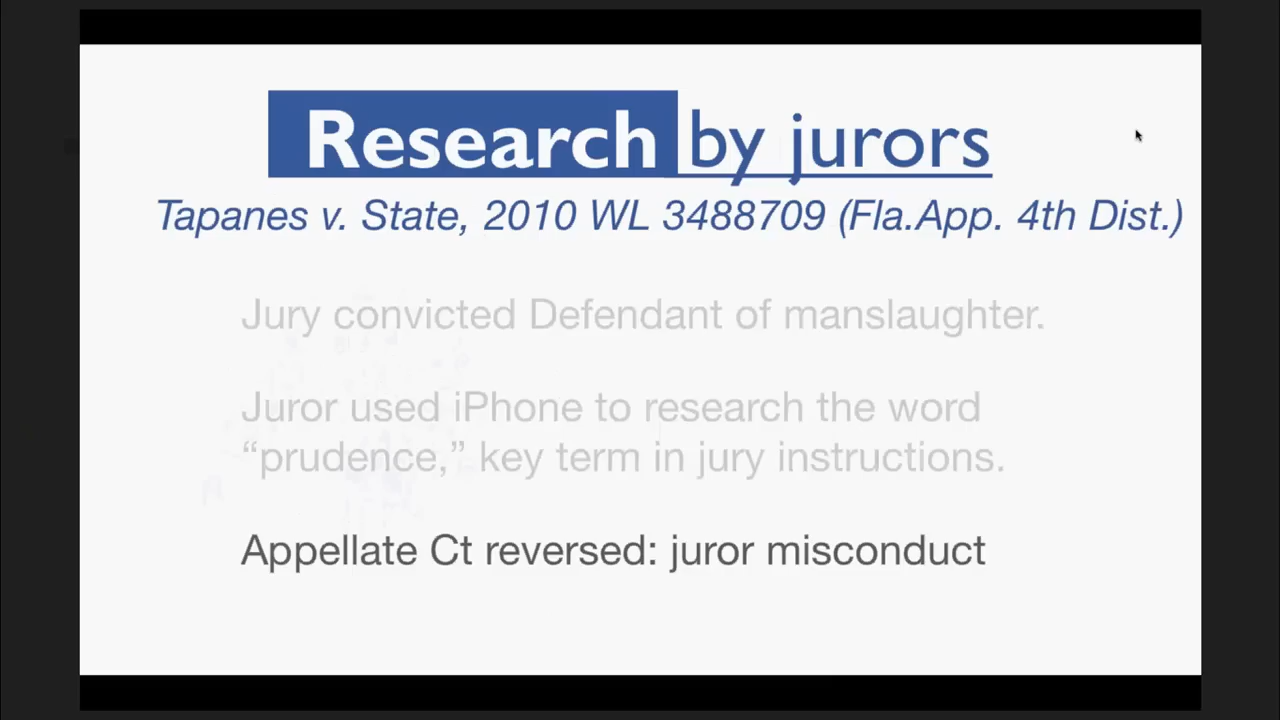 Research by jurors
Tapanes v. State, 2010 WL 3488709 (Fla.App. 4th Dist.)
Jury convicted Defendant of manslaughter.
Juror used iPhone to research the word
“prudence,” key term in jury instructions.
Appellate Ct reversed: juror misconduct